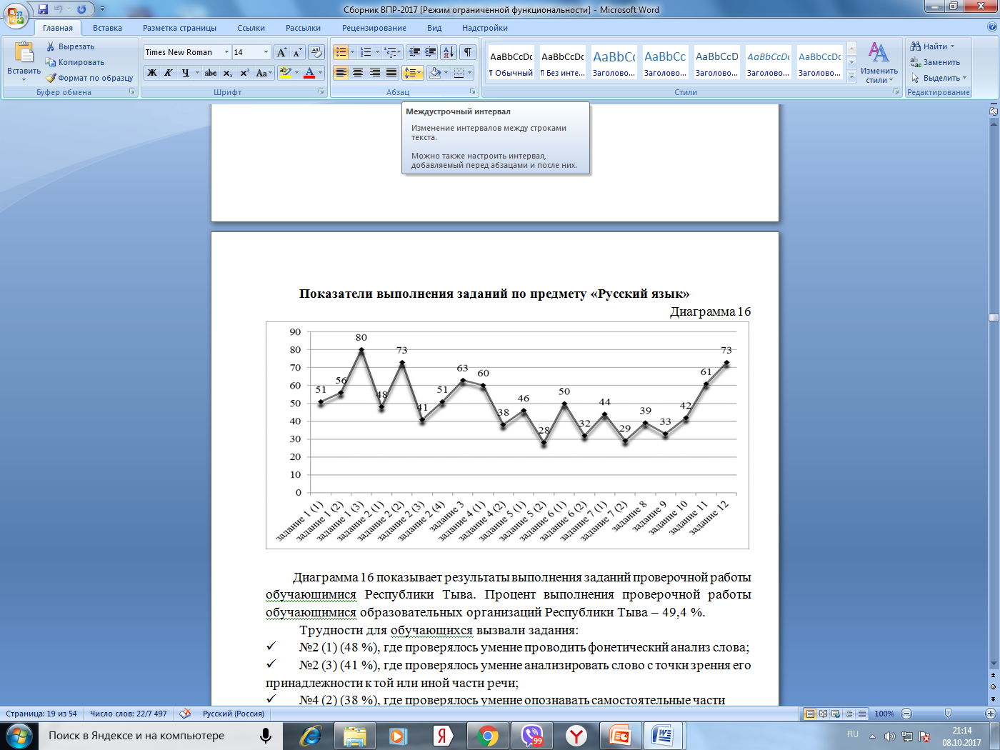 Сборник ВПР-2017 [Режим ограниченной функциональности] - Microsoft Word
Главная Вставка Разметка страницы Ссылки Рассылки Рецензирование Вид Надстройки
Вставить
Вырезать
Копировать
Формат по образцу
Буфер обмена
Times New Roman 14
Ж К Ч abc x₂ x² Aa
Шрифт
Абзац
AaBbCcDc AaBbCcDc AaBbCc AaBbCc AaBbCcD AaBbCcDc AaBbCcDc
¶ Обычный ¶ Без инте... Заголово... Заголово... Заголово... Заголово... Заголово...
Стили
Изменить стили
Найти
Заменить
Выделить
Редактирование
Междустрочный интервал
Изменение интервалов между строками
текста.
Можно также настроить интервал,
добавляемый перед абзацами и после них.
Показатели выполнения заданий по предмету «Русский язык»
Диаграмма 16
90
80
70
60
50
40
30
20
10
0
51 56 80 48 73 41 51 63 60 38 46 28 50 32 44 29 39 33 42 61 73
задание 1 (1)
задание 1 (2)
задание 1 (3)
задание 2 (1)
задание 2 (2)
задание 2 (3)
задание 2 (4)
задание 3
задание 4 (1)
задание 4 (2)
задание 5 (1)
задание 5 (2)
задание 6 (1)
задание 6 (2)
задание 7 (1)
задание 7 (2)
задание 8
задание 9
задание 10
задание 11
задание 12
Диаграмма 16 показывает результаты выполнения заданий проверочной работы
обучающимися Республики Тыва. Процент выполнения проверочной работы
обучающимися образовательных организаций Республики Тыва – 49,4 %.
Трудности для обучающихся вызвали задания:
✓ №2 (1) (48 %), где проверялось умение проводить фонетический анализ слова;
✓ №2 (3) (41 %), где проверялось умение анализировать слово с точки зрения его
принадлежности к той или иной части речи;
✓ №4 (2) (38 %), где проверялось умение опознавать самостоятельные части
Страница: 19 из 54 Число слов: 22/7 497 Русский (Россия) 100%
Поиск в Яндексе и на компьютере
99
RU
21:14
08.10.2017